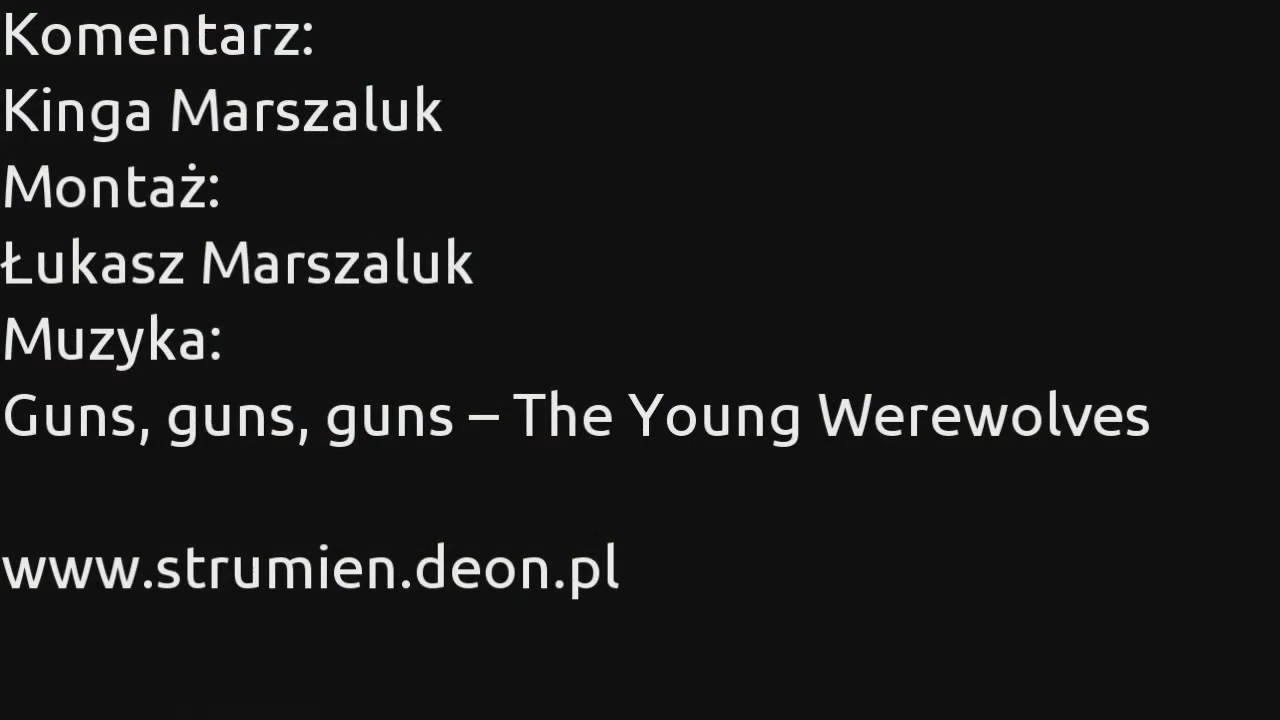 Komentarz:
Kinga Marszaluk
Montaż:
Łukasz Marszaluk
Muzyka:
Guns, guns, guns – The Young Werewolves
www.strumien.deon.pl